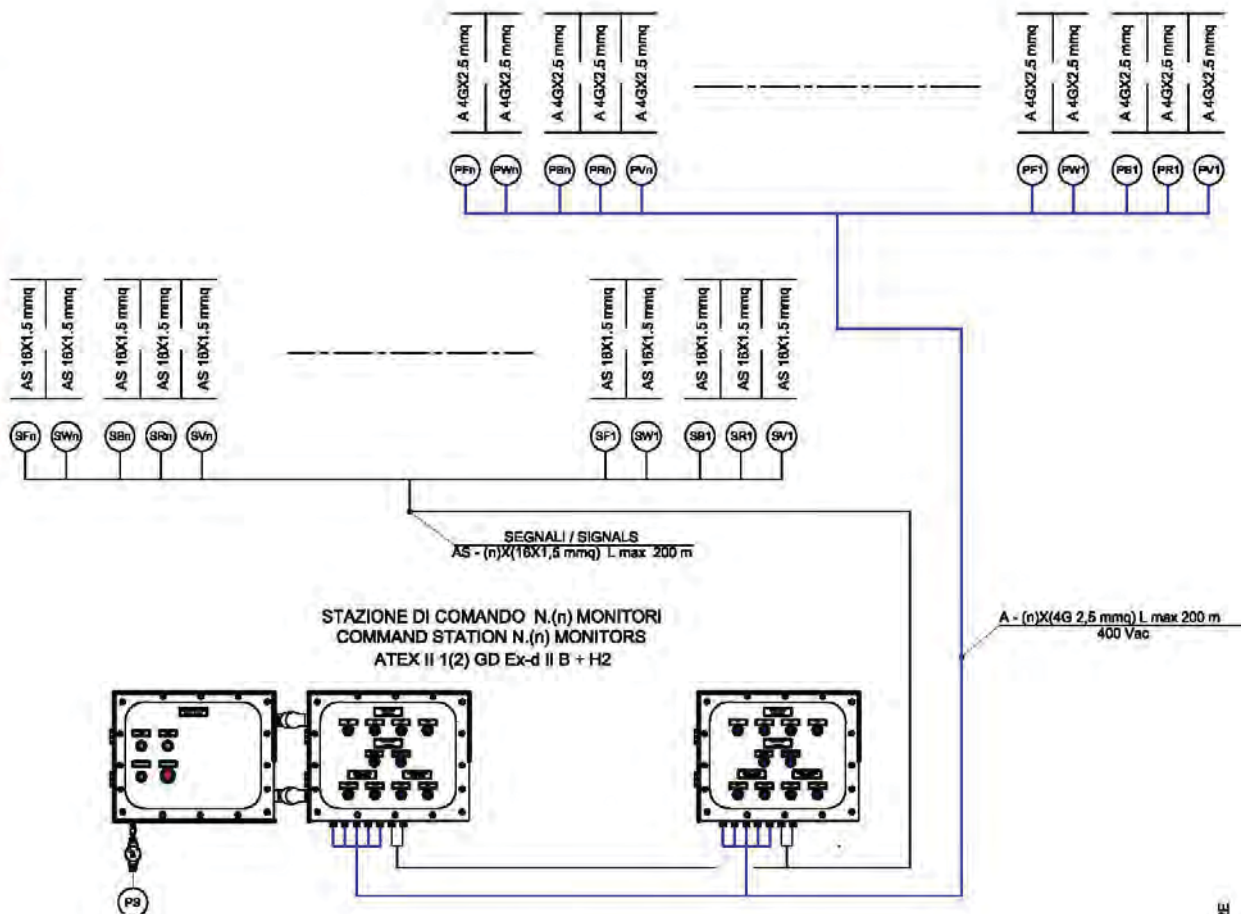 A 4GX2.5 mmq
A 4GX2.5 mmq
A 4GX2.5 mmq
A 4GX2.5 mmq
A 4GX2.5 mmq
A 4GX2.5 mmq
A 4GX2.5 mmq
A 4GX2.5 mmq
A 4GX2.5 mmq
A 4GX2.5 mmq
PFn PWn PBn PRn PVn PF1 PW1 PB1 PR1 PV1
AS 16X1.5 mmq
AS 16X1.5 mmq
AS 16X1.5 mmq
AS 16X1.5 mmq
AS 16X1.5 mmq
AS 16X1.5 mmq
AS 16X1.5 mmq
AS 16X1.5 mmq
AS 16X1.5 mmq
AS 16X1.5 mmq
SFn SWn SBn SRn SVn SF1 SW1 SB1 SR1 SV1
SEGNALI / SIGNALS
AS - (n)X(16X1,5 mmq) L max 200 m
STAZIONE DI COMANDO N.(n) MONITORI
COMMAND STATION N.(n) MONITORS
ATEX II 1(2) GD Ex-d II B + H2
A - (n)X(4G 2,5 mmq) L max 200 m
400 Vac
PS